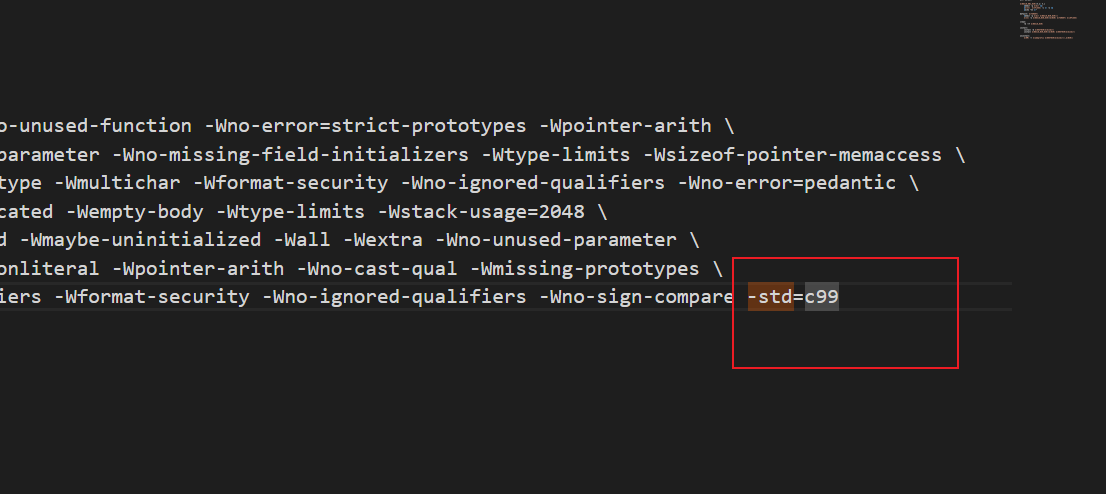 o-unused-function -Wno-error=strict-prototypes -Wpointer-arith \
parameter -Wno-missing-field-initializers -Wtype-limits -Wsizeof-pointer-memaccess \
type -Wmultichar -Wformat-security -Wno-ignored-qualifiers -Wno-error=pedantic \
cated -Wempty-body -Wtype-limits -Wstack-usage=2048 \
d -Wmaybe-uninitialized -Wall -Wextra -Wno-unused-parameter \
onliteral -Wpointer-arith -Wno-cast-qual -Wmissing-prototypes \
iers -Wformat-security -Wno-ignored-qualifiers -Wno-sign-compare -std=c99